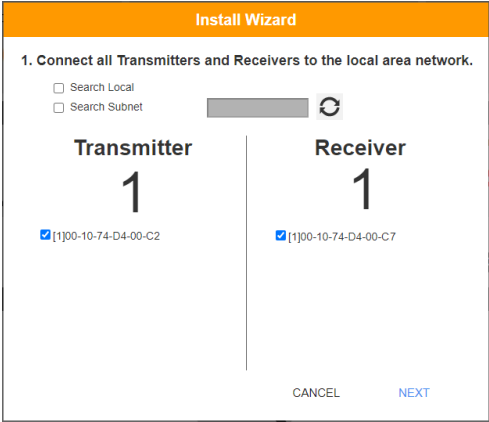 Install Wizard
1. Connect all Transmitters and Receivers to the local area network.
Search Local
Search Subnet
Transmitter
1
[1]00-10-74-D4-00-C2
Receiver
1
[1]00-10-74-D4-00-C7
CANCEL
NEXT